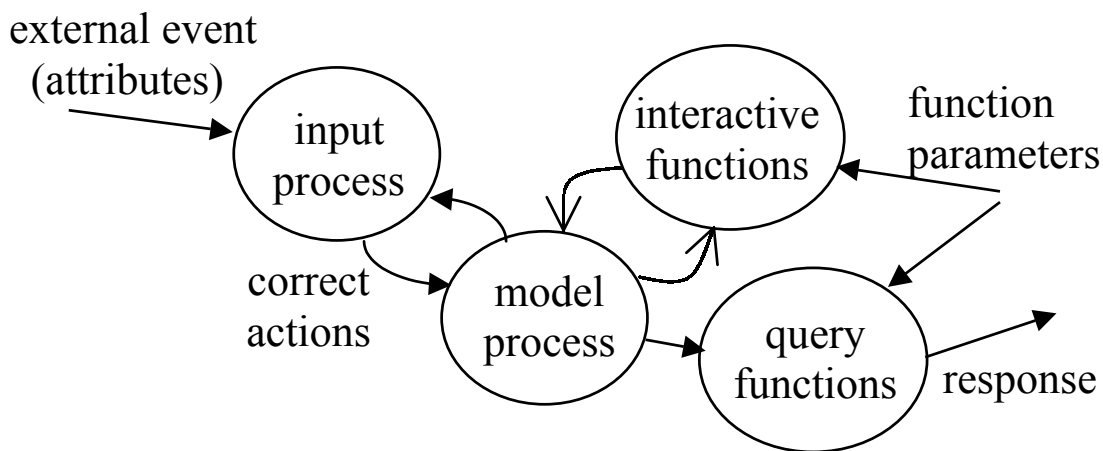 external event
(attributes)
input
process
interactive
functions
function
parameters
correct
actions
model
process
query
functions
response